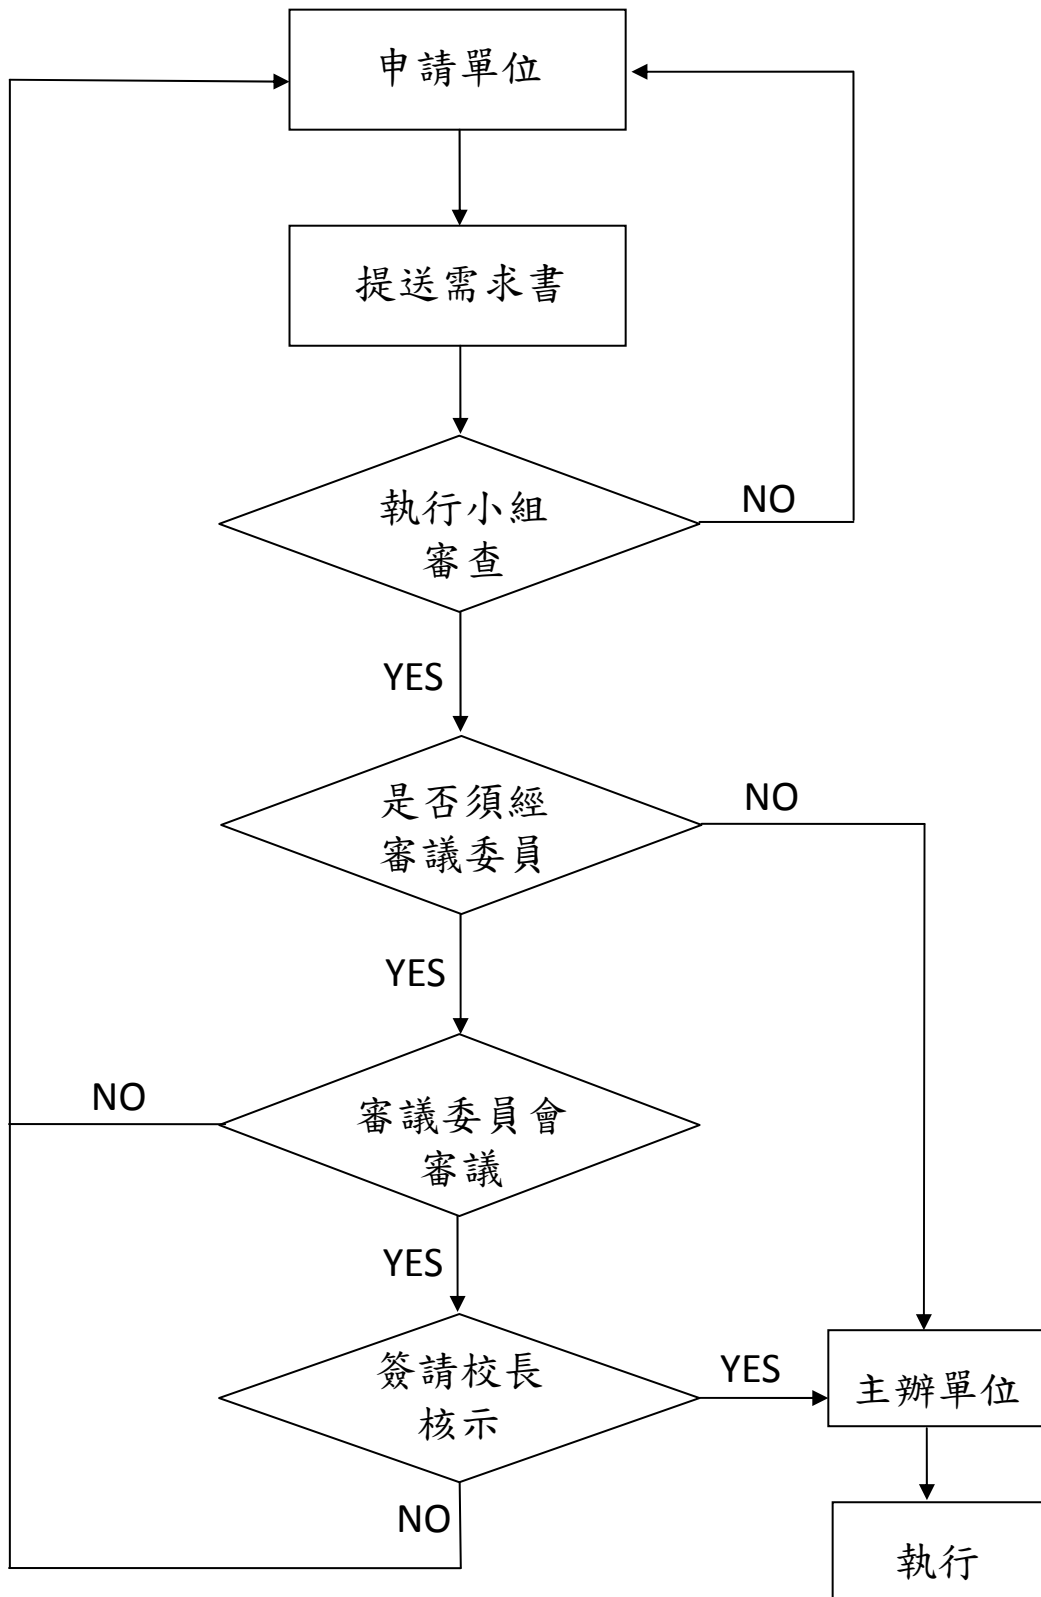 申請單位
提送需求書
執行小組
審查
NO
YES
是否須經
審議委員
NO
YES
審議委員會
審議
NO
YES
簽請校長
核示
YES
主辦單位
NO
執行